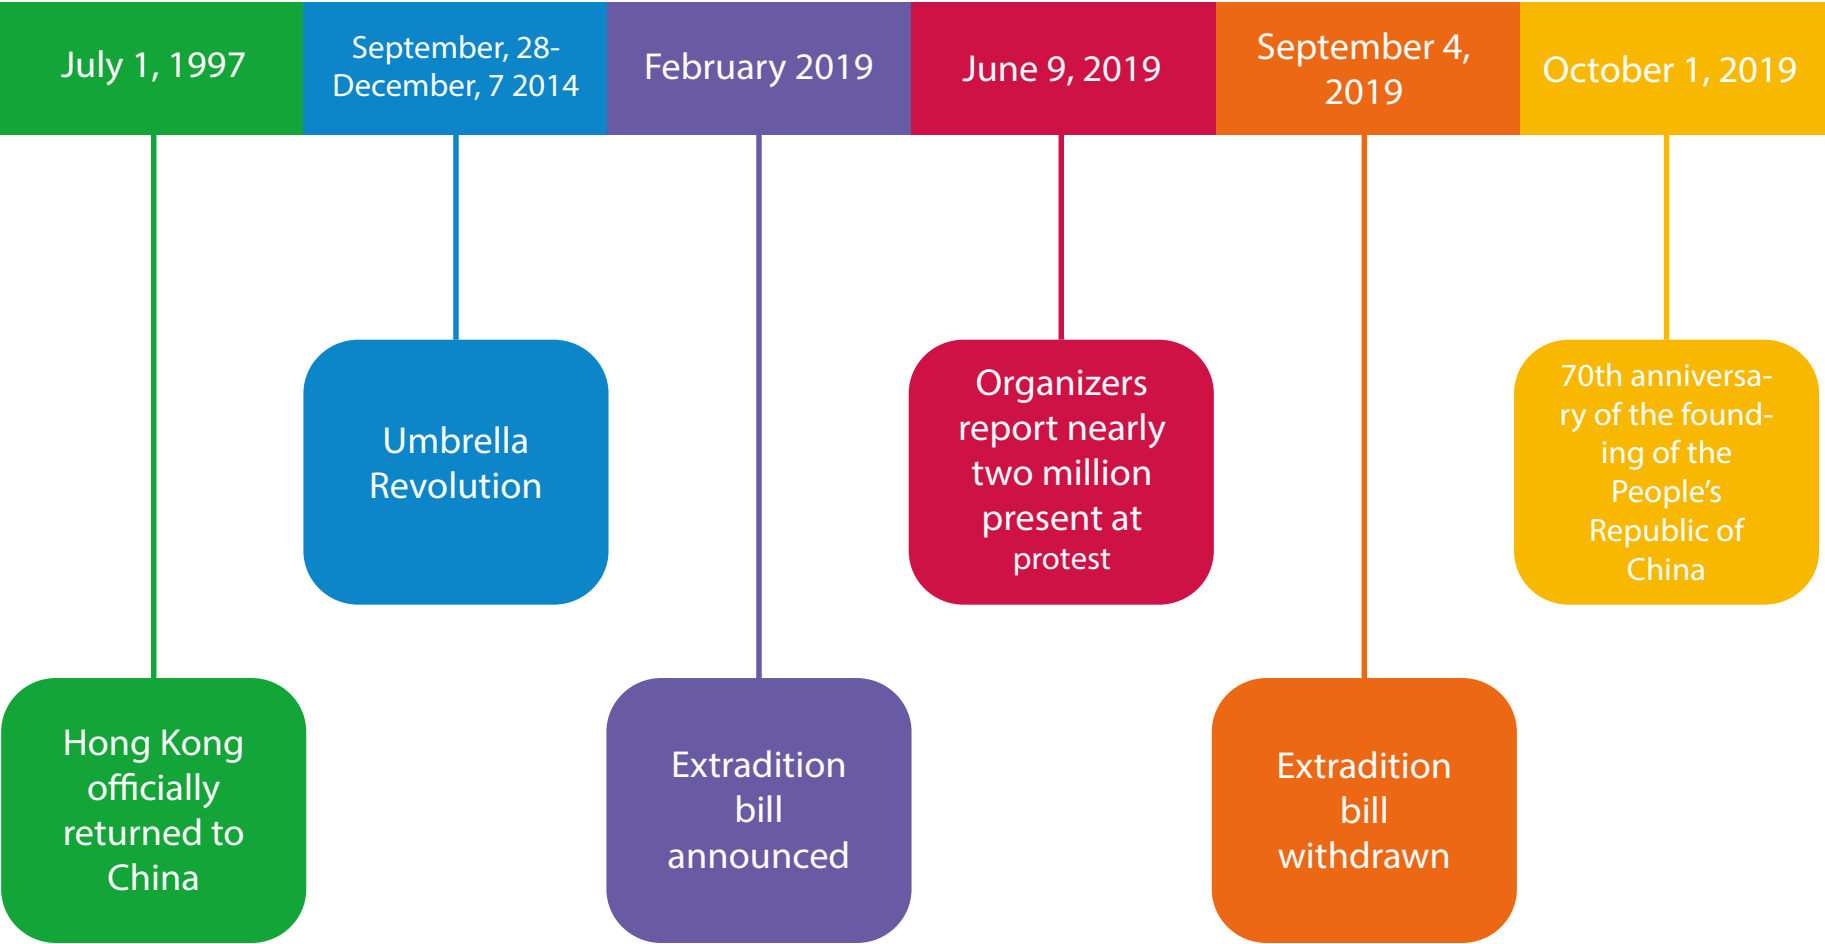 July 1, 1997
September, 28-
December, 7 2014
February 2019
June 9, 2019
September 4,
2019
October 1, 2019
Umbrella
Revolution
Organizers
report nearly
two million
present at
protest
70th anniversa-
ry of the found-
ing of the
People’s
Republic of
China
Hong Kong
officially
returned to
China
Extradition
bill
announced
Extradition
bill
withdrawn